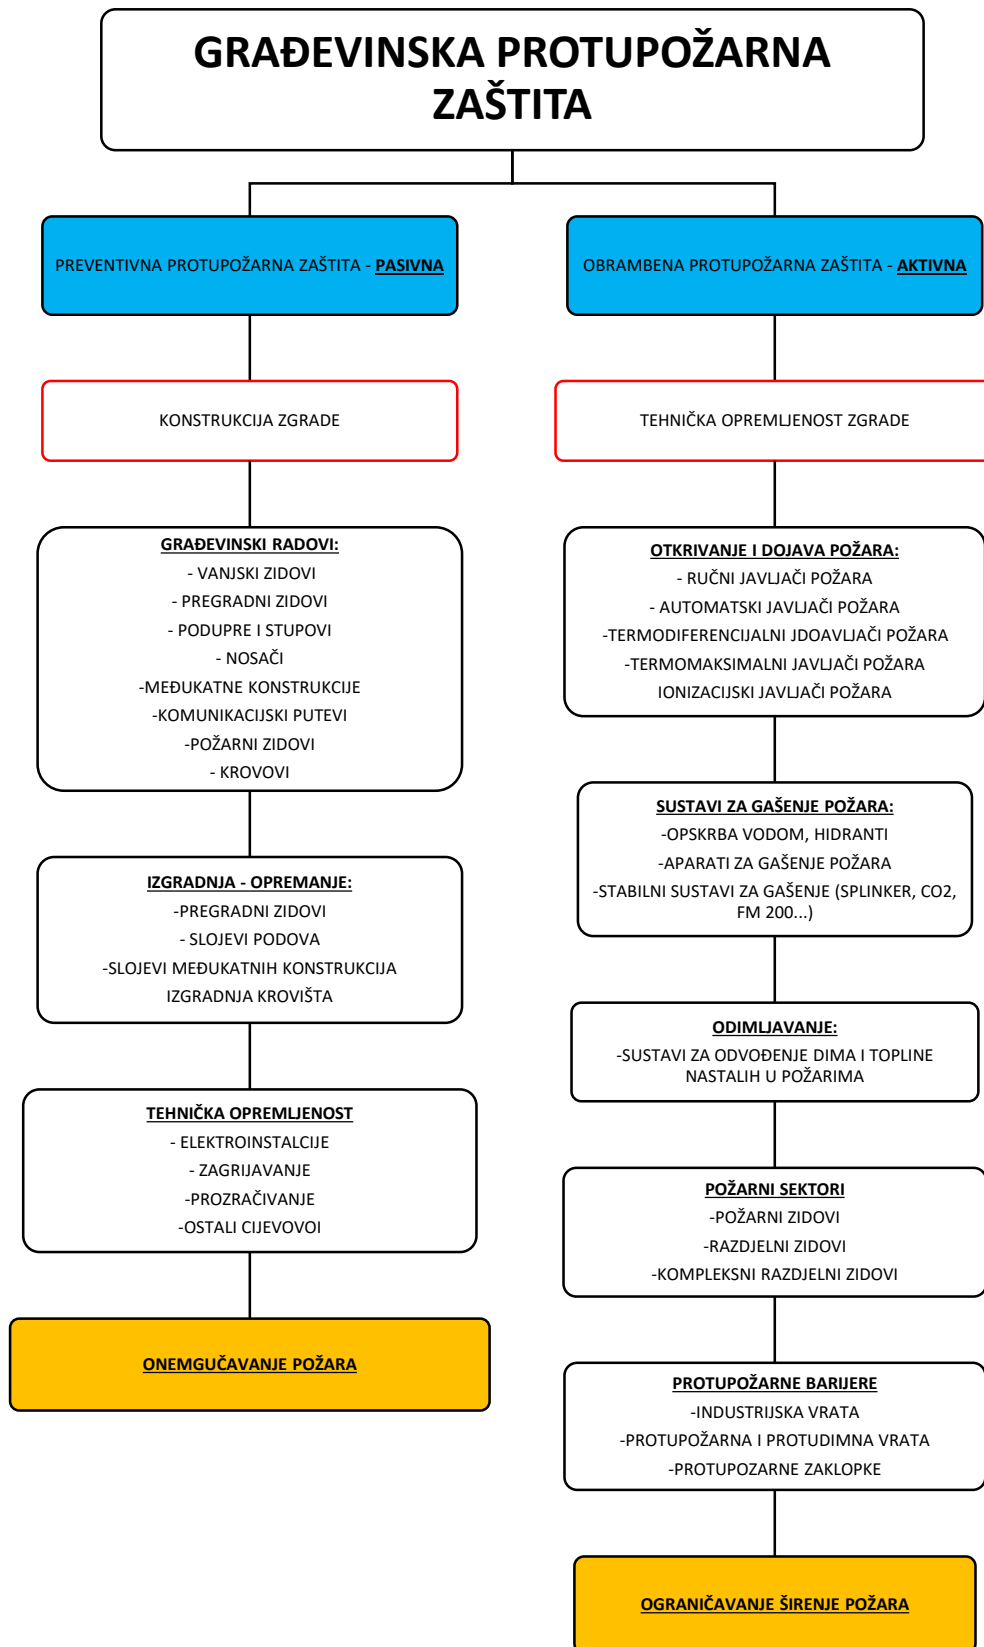 GRAĐEVINSKA PROTUPOŽARNA
ZAŠTITA
PREVENTIVNA PROTUPOŽARNA ZAŠTITA - PASIVNA
KONSTRUKCIJA ZGRADE
GRAĐEVINSKI RADOVI:
- VANJSKI ZIDOVI
- PREGRADNI ZIDOVI
- PODUPRE I STUPOVI
- NOSAČI
-MEĐUKATNE KONSTRUKCIJE
-KOMUNIKACIJSKI PUTEVI
-POŽARNI ZIDOVI
- KROVOVI
IZGRADNJA - OPREMANJE:
-PREGRADNI ZIDOVI
- SLOJEVI PODOVA
-SLOJEVI MEĐUKATNIH KONSTRUKCIJA
IZGRADNJA KROVIŠTA
TEHNIČKA OPREMLJENOST
- ELEKTROINSTALCIJE
- ZAGRIJAVANJE
-PROZRAČIVANJE
-OSTALI CIJEVOVOI
ONEMGUČAVANJE POŽARA
OBRAMBENA PROTUPOŽARNA ZAŠTITA - AKTIVNA
TEHNIČKA OPREMLJENOST ZGRADE
OTKRIVANJE I DOJAVA POŽARA:
- RUČNI JAVLJAČI POŽARA
- AUTOMATSKI JAVLJAČI POŽARA
-TERMODIFERENCIJALNI JDOAVLJAČI POŽARA
-TERMOMAKSIMALNI JAVLJAČI POŽARA
IONIZACIJSKI JAVLJAČI POŽARA
SUSTAVI ZA GAŠENJE POŽARA:
-OPSKRBA VODOM, HIDRANTI
-APARATI ZA GAŠENJE POŽARA
-STABILNI SUSTAVI ZA GAŠENJE (SPLINKER, CO2,
FM 200...)
ODIMLJAVANJE:
-SUSTAVI ZA ODVOĐENJE DIMA I TOPLINE
NASTALIH U POŽARIMA
POŽARNI SEKTORI
-POŽARNI ZIDOVI
-RAZDJELNI ZIDOVI
-KOMPLEKSNI RAZDJELNI ZIDOVI
PROTUPOŽARNE BARIJERE
-INDUSTRIJSKA VRATA
-PROTUPOŽARNA I PROTUDIMNA VRATA
-PROTUPOZARNE ZAKLOPKE
OGRANIČAVANJE ŠIRENJE POŽARA